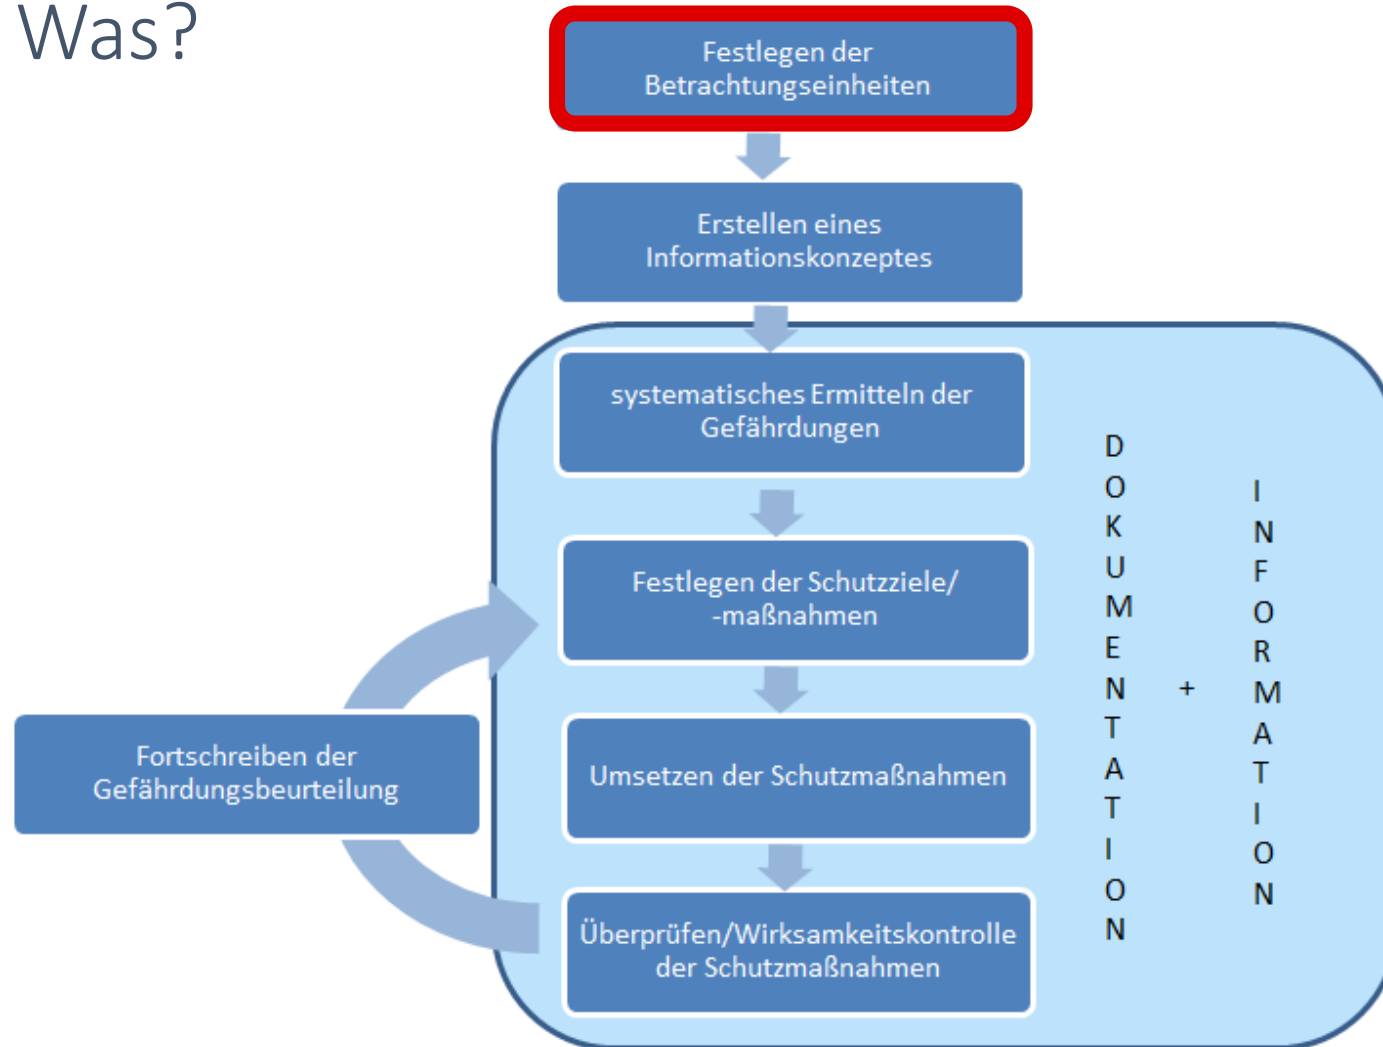 Was?
Festlegen der
Betrachtungseinheiten
Erstellen eines
Informationskonzeptes
systematisches Ermitteln der
Gefährdungen
Festlegen der Schutzziele/
-maßnahmen
Umsetzen der Schutzmaßnahmen
Überprüfen/Wirksamkeitskontrolle
der Schutzmaßnahmen
Fortschreiben der
Gefährdungsbeurteilung
DOKUMENTATION
+
INFORMATION